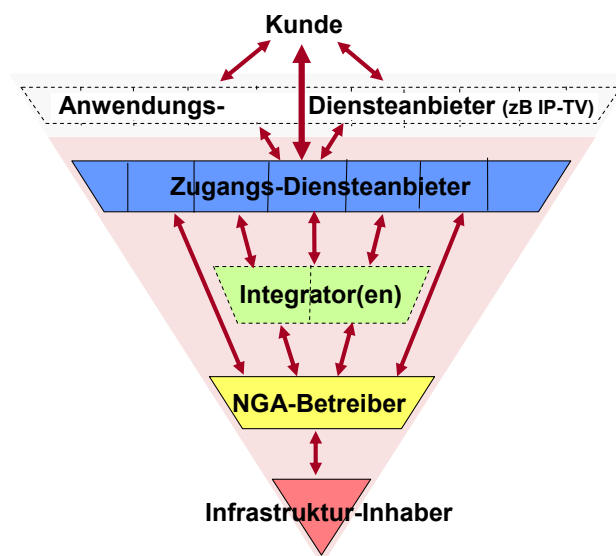 Kunde
Anwendungs- Diensteanbieter (zB IP-TV)
Zugangs-Diensteanbieter
Integrator(en)
NGA-Betreiber
Infrastruktur-Inhaber